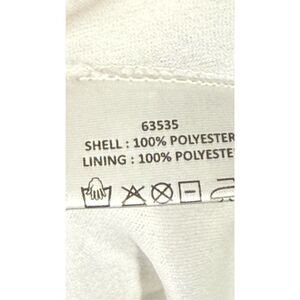 63535
SHELL : 100% POLYESTER
LINING : 100% POLYESTE